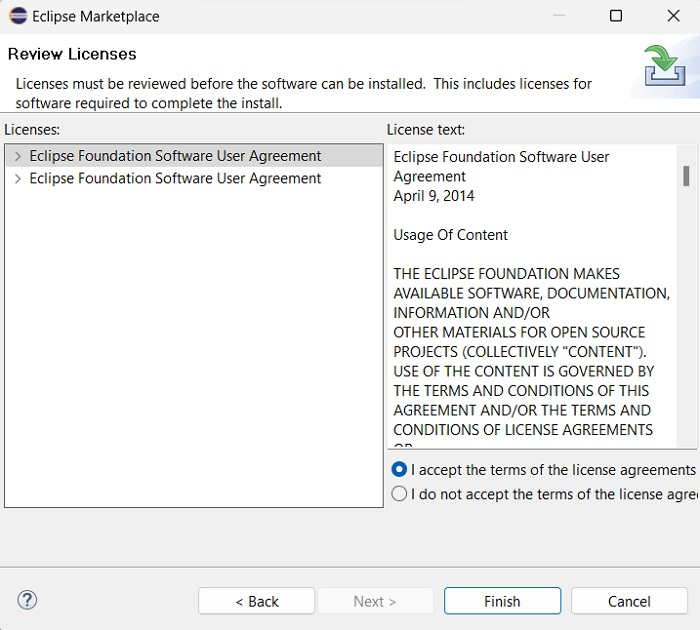 Eclipse Marketplace
Review Licenses
Licenses must be reviewed before the software can be installed. This includes licenses for
software required to complete the install.
Licenses:
Eclipse Foundation Software User Agreement
Eclipse Foundation Software User Agreement
License text:
Eclipse Foundation Software User
Agreement
April 9, 2014
Usage Of Content
THE ECLIPSE FOUNDATION MAKES
AVAILABLE SOFTWARE, DOCUMENTATION,
INFORMATION AND/OR
OTHER MATERIALS FOR OPEN SOURCE
PROJECTS (COLLECTIVELY "CONTENT").
USE OF THE CONTENT IS GOVERNED BY
THE TERMS AND CONDITIONS OF THIS
AGREEMENT AND/OR THE TERMS AND
CONDITIONS OF LICENSE AGREEMENTS
I accept the terms of the license agreements
I do not accept the terms of the license agre
?
< Back
Next >
Finish
Cancel